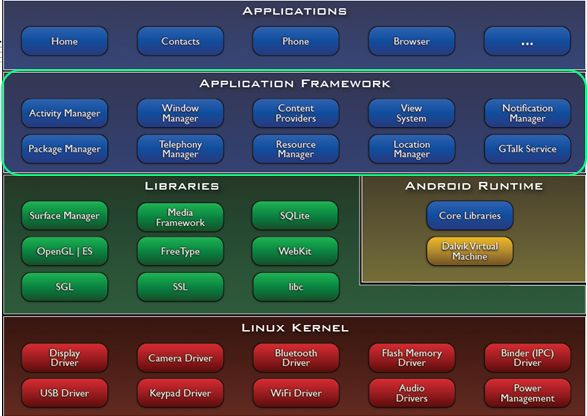 APPLICATIONS
Home
Contacts
Phone
Browser
...
APPLICATION FRAMEWORK
Activity Manager
Window
Manager
Content
Providers
View
System
Notification
Manager
Package Manager
Telephony
Manager
Resource
Manager
Location
Manager
GTalk Service
LIBRARIES
Surface Manager
Media
Framework
SQLite
OpenGL | ES
FreeType
WebKit
SGL
SSL
libc
ANDROID RUNTIME
Core Libraries
Dalvik Virtual
Machine
LINUX KERNEL
Display
Driver
Camera Driver
Bluetooth
Driver
Flash Memory
Driver
Binder (IPC)
Driver
USB Driver
Keypad Driver
WiFi Driver
Audio
Drivers
Power
Management